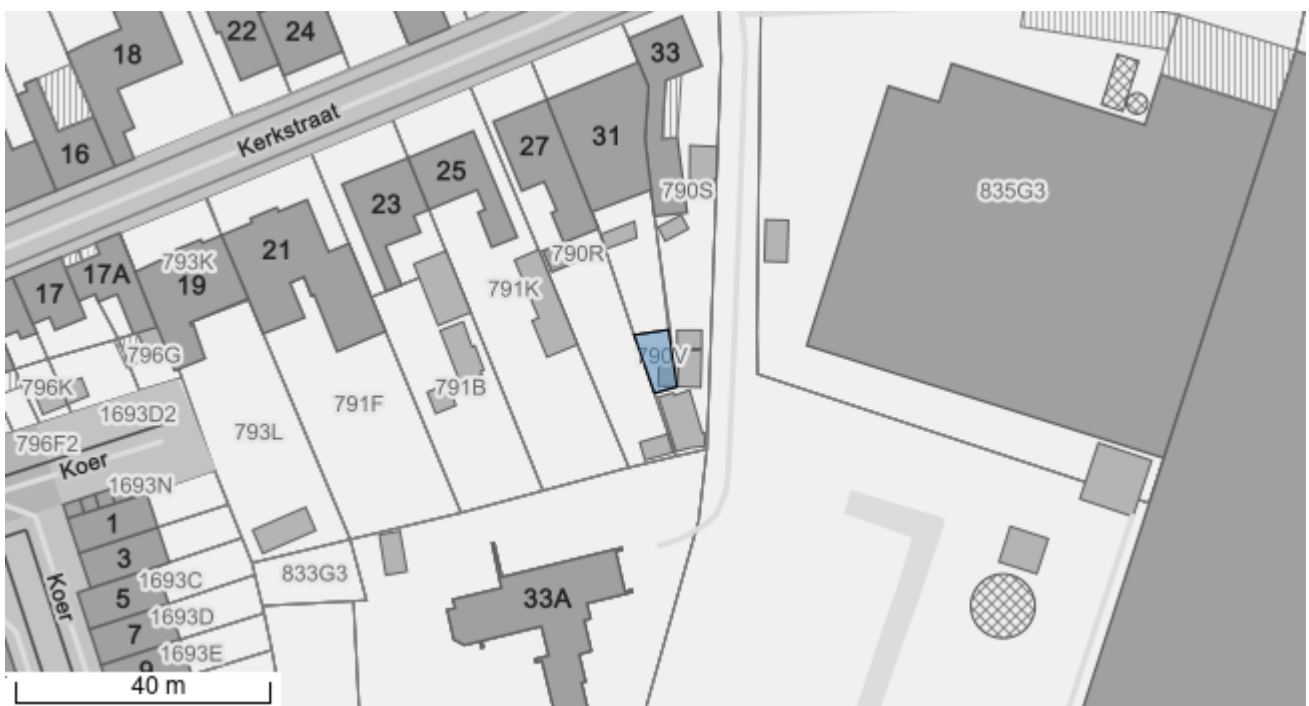 18
22
24
33
16
Kerkstraat
27
31
25
23
790S
835G3
17
17A
793K
19
21
790R
791K
796G
790V
796K
791B
1693D2
791F
793L
796F2
Koer
1693N
1
3
1693C
833G3
5
Koer
33A
7
1693D
1693E
9
40 m